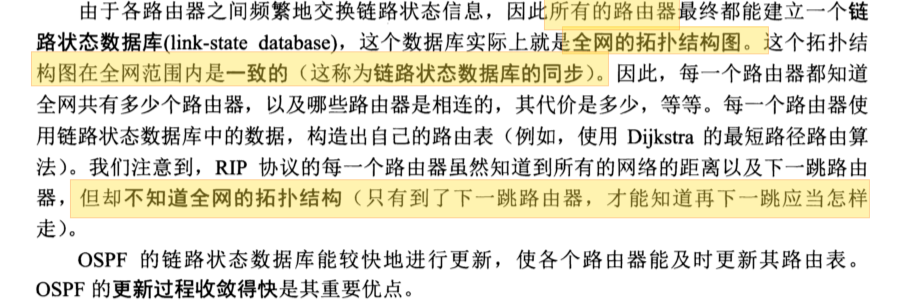 由于各路由器之间频繁地交换链路状态信息，因此所有的路由器最终都能建立一个链
路状态数据库(link-state database)，这个数据库实际上就是全网的拓扑结构图。这个拓扑结
构图在全网范围内是一致的（这称为链路状态数据库的同步）。因此，每一个路由器都知道
全网共有多少个路由器，以及哪些路由器是相连的，其代价是多少，等等。每一个路由器使
用链路状态数据库中的数据，构造出自己的路由表（例如，使用 Dijkstra 的最短路径路由算
法）。我们注意到，RIP 协议的每一个路由器虽然知道到所有的网络的距离以及下一跳路由
器，但却不知道全网的拓扑结构（只有到了下一跳路由器，才能知道再下一跳应当怎样
走）。
OSPF 的链路状态数据库能较快地进行更新，使各个路由器能及时更新其路由表。
OSPF 的更新过程收敛得快是其重要优点。